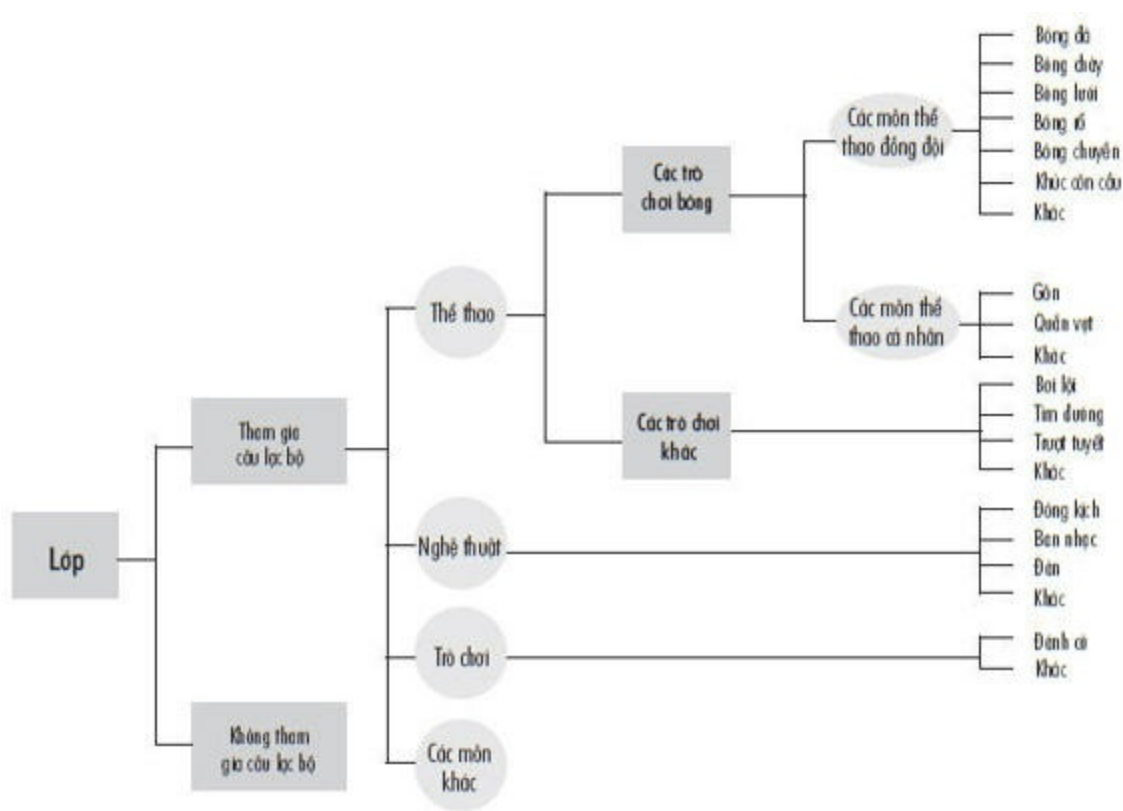 Lớp
Tham gia
câu lạc bộ
Không tham
gia câu lạc bộ
Thể thao
Nghệ thuật
Trò chơi
Các môn
khác
Các trò
chơi bóng
Các trò chơi
khác
Các môn thể
thao đồng đội
Các môn thể
thao cá nhân
Bóng đá
Bóng chày
Bóng lưới
Bóng rổ
Bóng chuyền
Khúc côn cầu
Khác
Gôn
Quần vợt
Khác
Bơi lội
Tìm đường
Trượt tuyết
Khác
Đóng kịch
Ban nhạc
Đàn
Khác
Đánh cờ
Khác